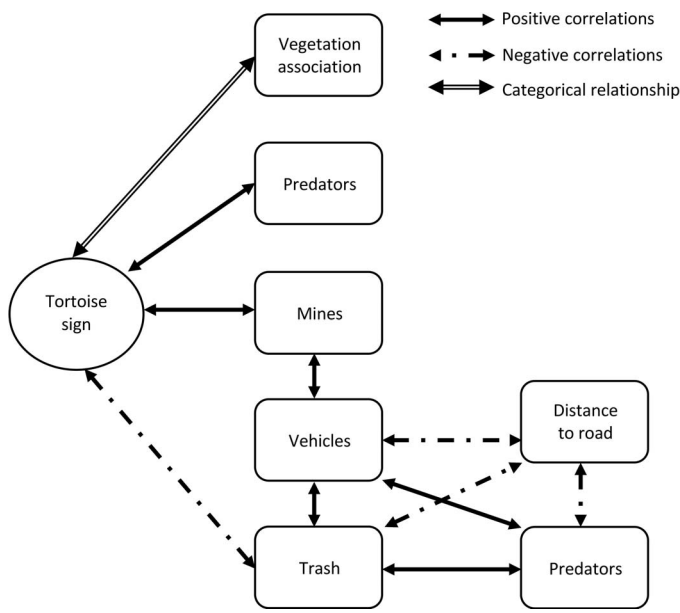 Vegetation
association
Positive correlations
Negative correlations
Categorical relationship
Predators
Tortoise
sign
Mines
Vehicles
Distance
to road
Trash
Predators